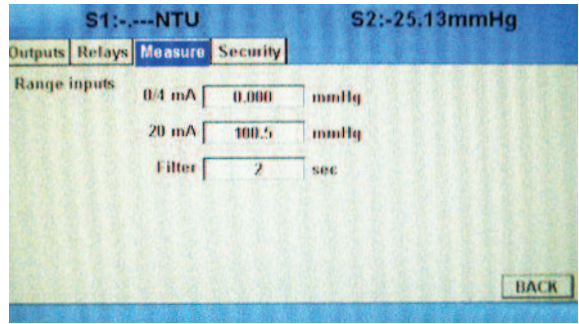 S1:-.---NTU S2:-25.13mmHg
Outputs Relays Measure Security
Range inputs
0/4 mA 0.000 mmHg
20 mA 100.5 mmHg
Filter 2 sec
BACK